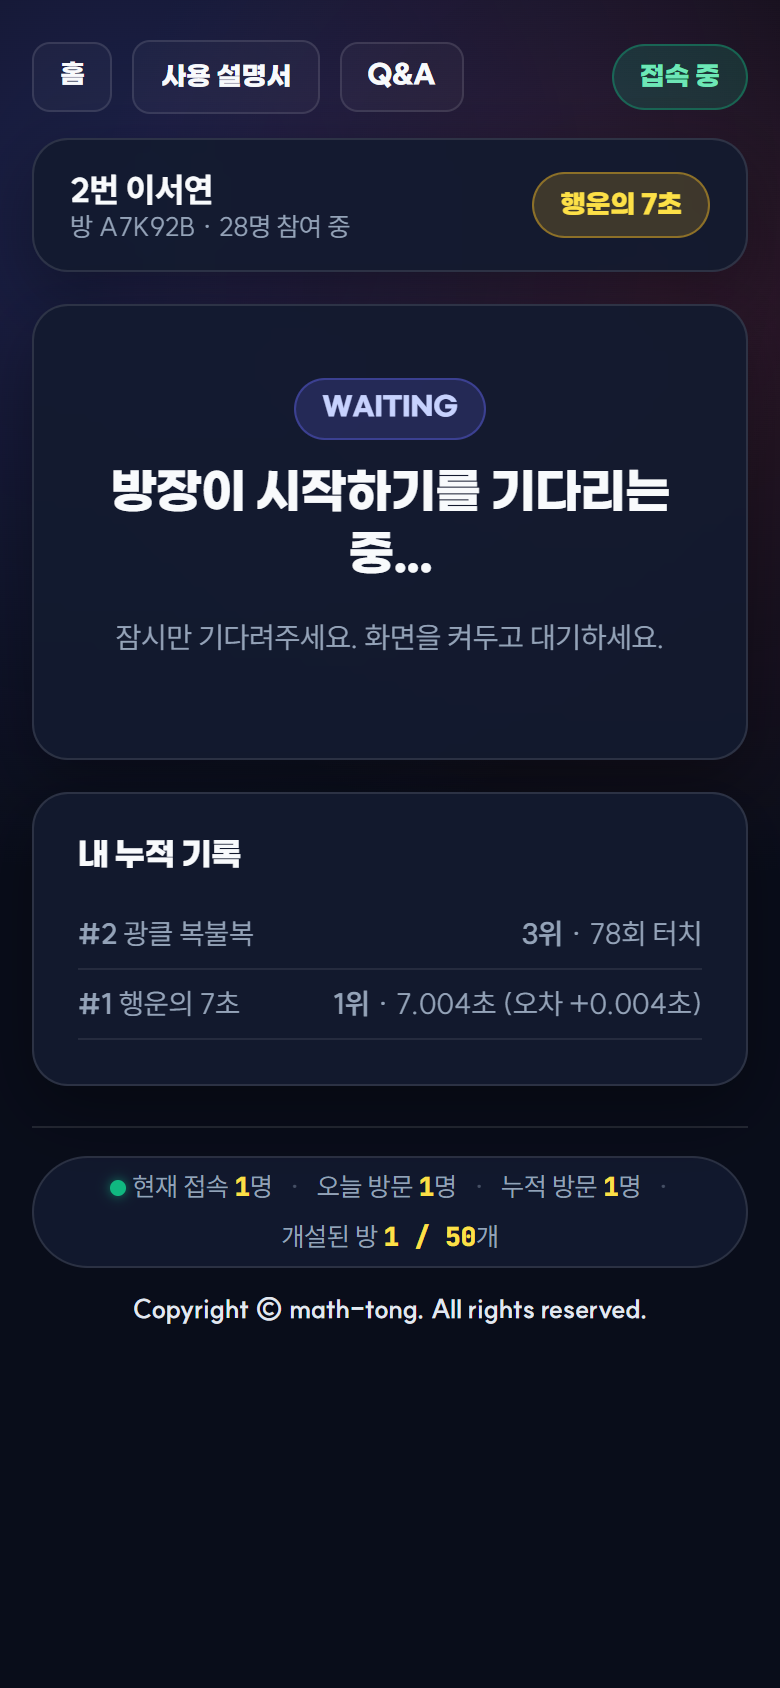 홈 사용 설명서 Q&A 접속 중
2번 이서연
방 A7K92B · 28명 참여 중
행운의 7초
WAITING
방장이 시작하기를 기다리는
중...
잠시만 기다려주세요. 화면을 켜두고 대기하세요.
내 누적 기록
#2 광클 복불복 3위 · 78회 터치
#1 행운의 7초 1위 · 7.004초 (오차 +0.004초)
현재 접속 1명 · 오늘 방문 1명 · 누적 방문 1명 ·
개설된 방 1 / 50개
Copyright © math-tong. All rights reserved.